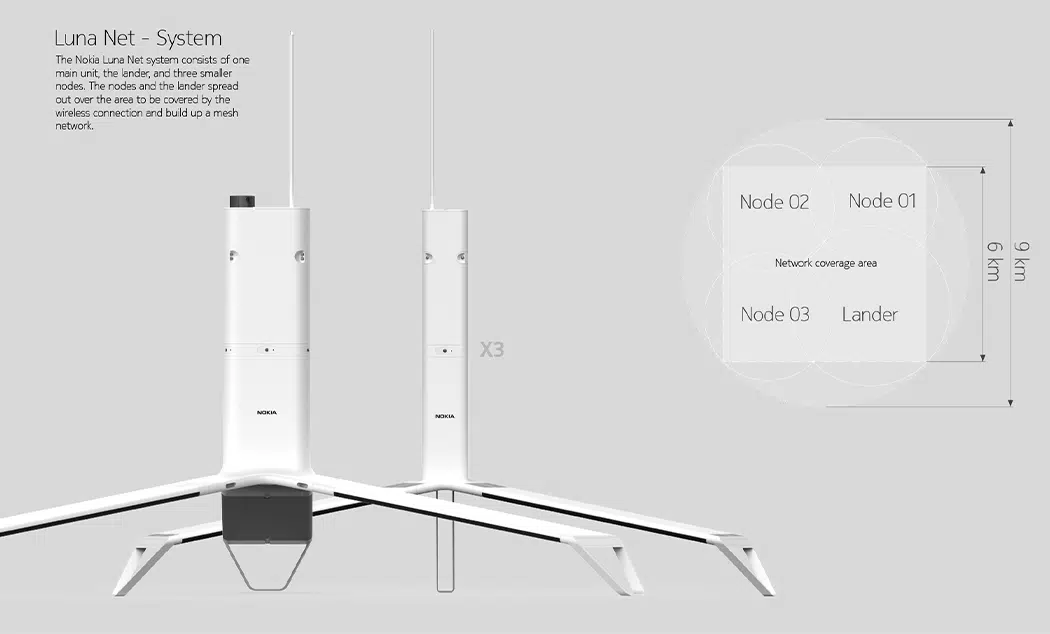 Luna Net - System
The Nokia Luna Net system consists of one
main unit, the lander, and three smaller
nodes. The nodes and the lander spread
out over the area to be covered by the
wireless connection and build up a mesh
network.
Node 02
Node 01
Network coverage area
6 km
9 km
Node 03
Lander
X3
NOKIA
NOKIA